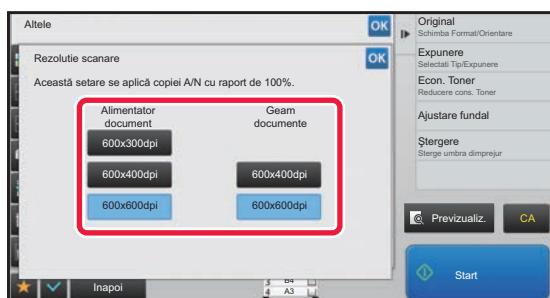 Altele
OK
Rezolutie scanare
OK
Această setare se aplică copiei A/N cu raport de 100%.
Alimentator
document
Geam
documente
600x300dpi
600x400dpi
600x400dpi
600x600dpi
600x600dpi
Inapoi
3 B4
4 A3
Original
Schimba Format/Orientare
Expunere
Selectati Tip/Expunere
Econ. Toner
Reducere cons. Toner
Ajustare fundal
Ştergere
Sterge umbra dimprejur
Previzualiz.
CA
Start